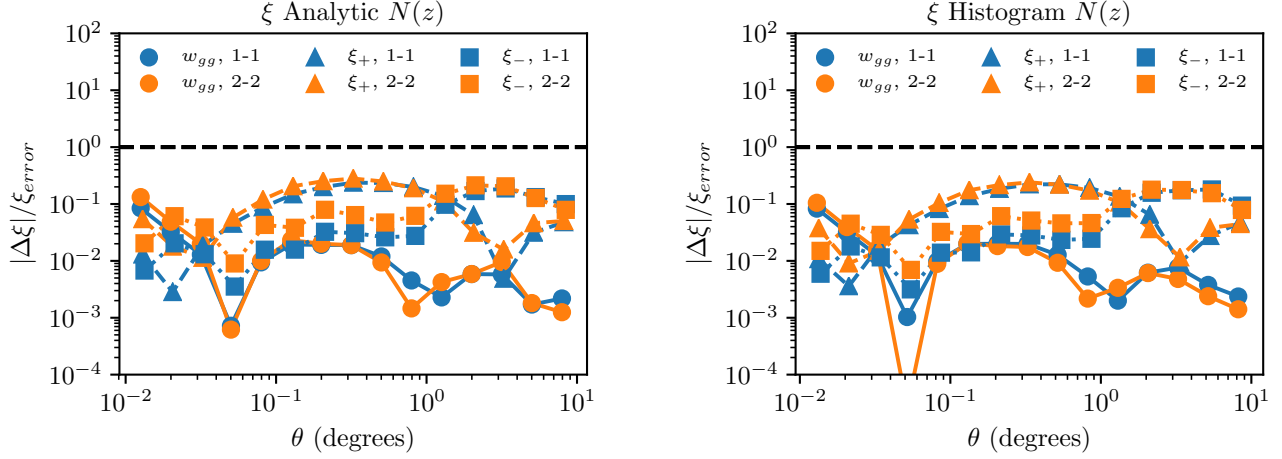 ξ Analytic N(z)
w_gg, 1-1
w_gg, 2-2
ξ_+, 1-1
ξ_+, 2-2
ξ_−, 1-1
ξ_−, 2-2
|Δξ|/ξ_error
10^2
10^1
10^0
10^−1
10^−2
10^−3
10^−4
10^−2
10^−1
10^0
10^1
θ (degrees)
ξ Histogram N(z)
w_gg, 1-1
w_gg, 2-2
ξ_+, 1-1
ξ_+, 2-2
ξ_−, 1-1
ξ_−, 2-2
|Δξ|/ξ_error
10^2
10^1
10^0
10^−1
10^−2
10^−3
10^−4
10^−2
10^−1
10^0
10^1
θ (degrees)